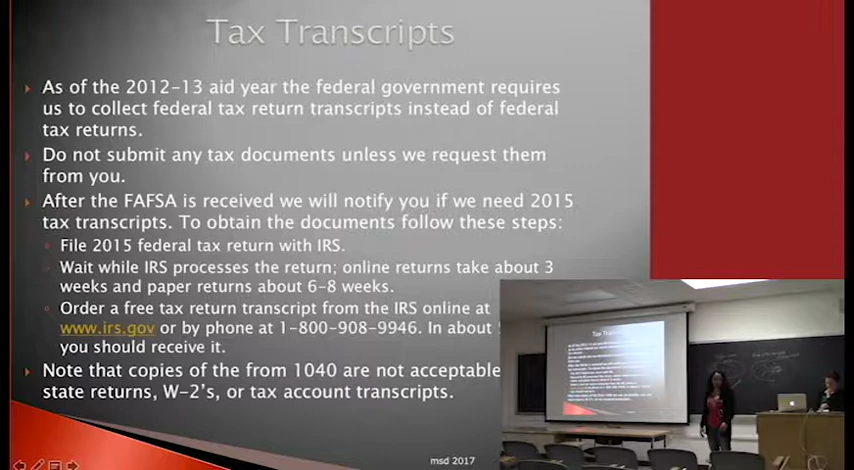 Tax Transcripts
As of the 2012-13 aid year the federal government requires
us to collect federal tax return transcripts instead of federal
tax returns.
Do not submit any tax documents unless we request them
from you.
After the FAFSA is received we will notify you if we need 2015
tax transcripts. To obtain the documents follow these steps:
File 2015 federal tax return with IRS.
Wait while IRS processes the return; online returns take about 3
weeks and paper returns about 6-8 weeks.
Order a free tax return transcript from the IRS online at
www.irs.gov or by phone at 1-800-908-9946. In about
you should receive it.
Note that copies of the from 1040 are not acceptable
state returns, W-2's, or tax account transcripts.
msd 2017
Tax Transcripts